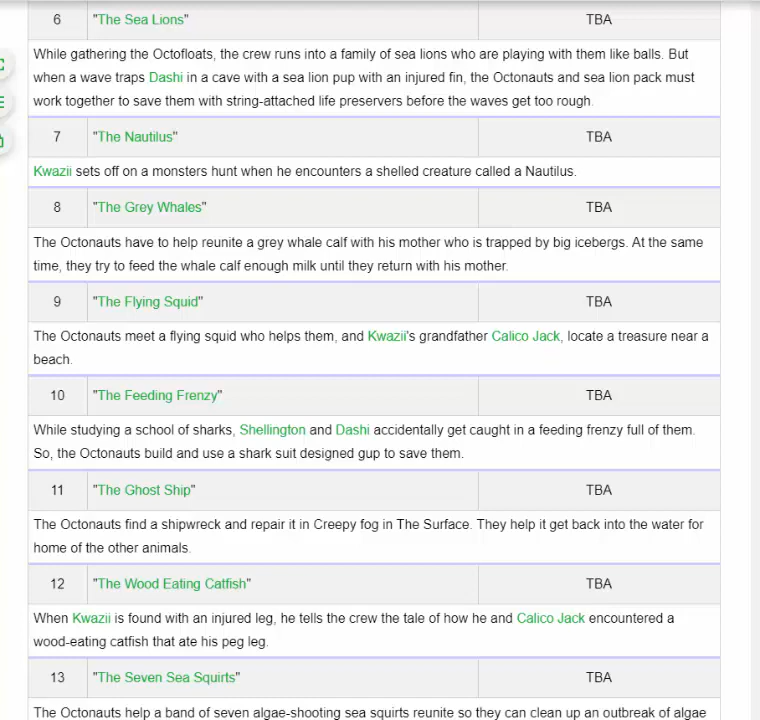 6 "The Sea Lions" TBA
While gathering the Octofloats, the crew runs into a family of sea lions who are playing with them like balls. But
when a wave traps Dashi in a cave with a sea lion pup with an injured fin, the Octonauts and sea lion pack must
work together to save them with string-attached life preservers before the waves get too rough.
7 "The Nautilus" TBA
Kwazii sets off on a monsters hunt when he encounters a shelled creature called a Nautilus.
8 "The Grey Whales" TBA
The Octonauts have to help reunite a grey whale calf with his mother who is trapped by big icebergs. At the same
time, they try to feed the whale calf enough milk until they return with his mother.
9 "The Flying Squid" TBA
The Octonauts meet a flying squid who helps them, and Kwazii's grandfather Calico Jack, locate a treasure near a
beach.
10 "The Feeding Frenzy" TBA
While studying a school of sharks, Shellington and Dashi accidentally get caught in a feeding frenzy full of them.
So, the Octonauts build and use a shark suit designed gup to save them.
11 "The Ghost Ship" TBA
The Octonauts find a shipwreck and repair it in Creepy fog in The Surface. They help it get back into the water for
home of the other animals.
12 "The Wood Eating Catfish" TBA
When Kwazii is found with an injured leg, he tells the crew the tale of how he and Calico Jack encountered a
wood-eating catfish that ate his peg leg.
13 "The Seven Sea Squirts" TBA
The Octonauts help a band of seven algae-shooting sea squirts reunite so they can clean up an outbreak of algae